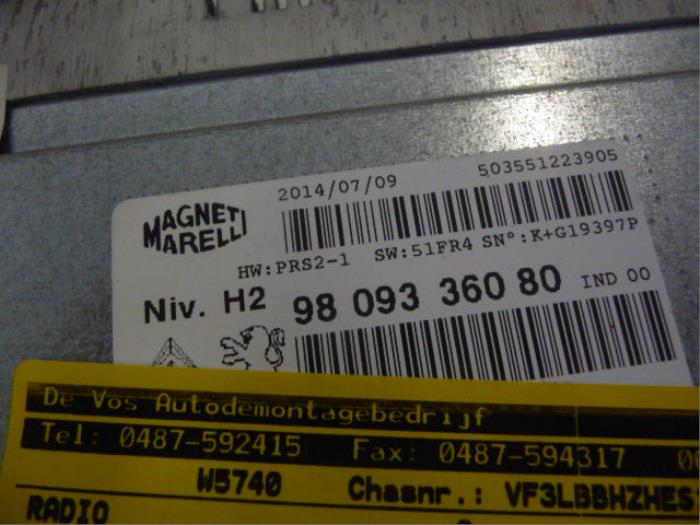 2014/07/09
503551223905
MAGNETI
MARELLI
HW:PRS2-1 SW:51FR4 SN°:K+G19397P
Niv. H2 98 093 360 80 IND 00
De Vos Autodemontagebedrijf
Tel: 0487-592415 Fax: 0487-594317
W5740 Chasnr.: VF3LBBHZHES
RADIO